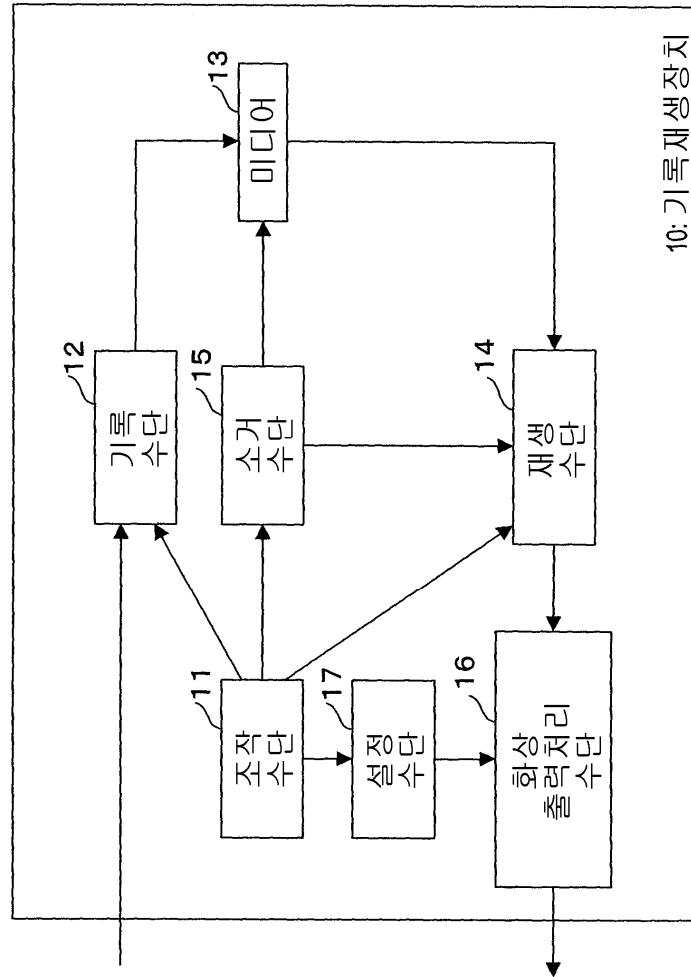 12
기록
수단
13
미디어
15
소거
수단
11
조작
수단
17
설정
수단
14
재생
수단
16
화상
출력처리
수단
10: 기록재생장치